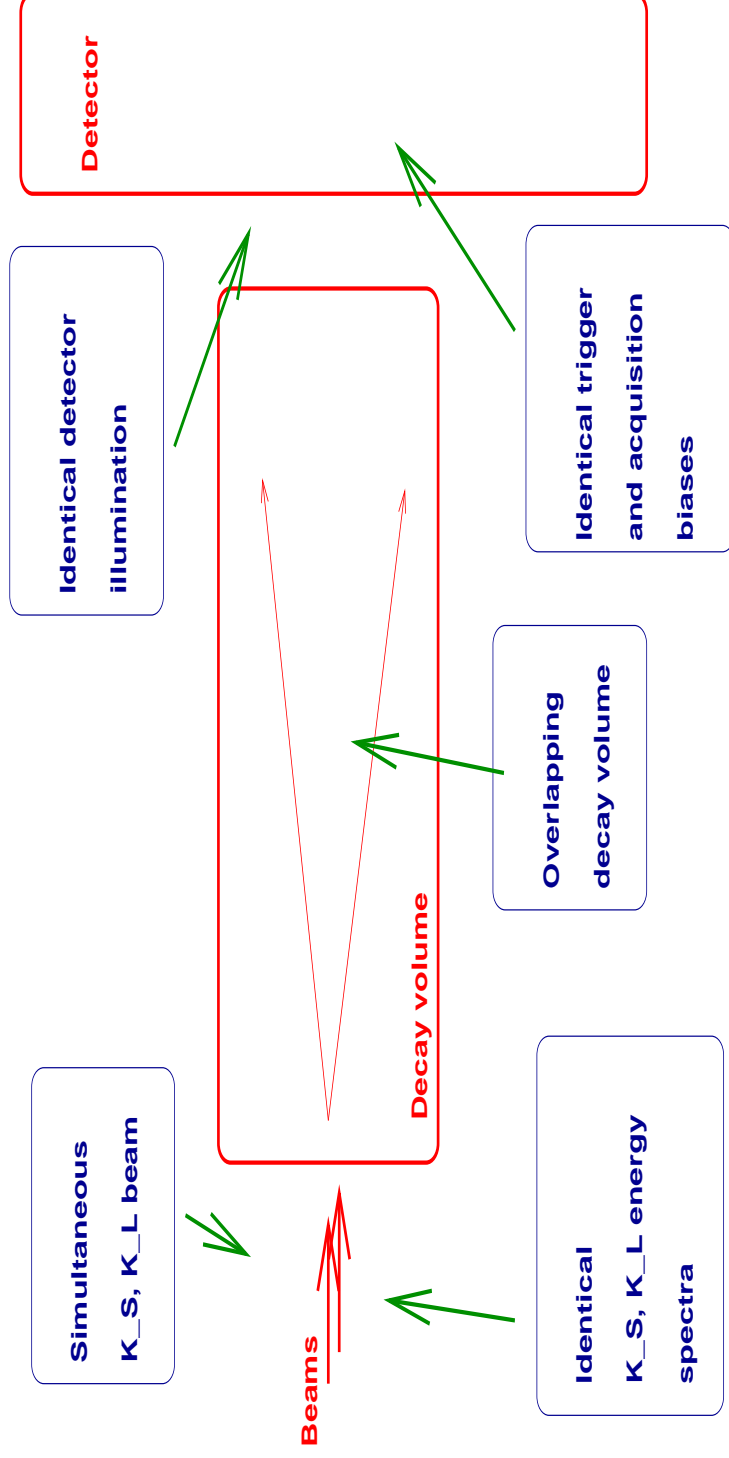 Simultaneous
K_S, K_L beam
Identical detector
illumination
Detector
Beams
Decay volume
Identical
K_S, K_L energy
spectra
Overlapping
decay volume
Identical trigger
and acquisition
biases